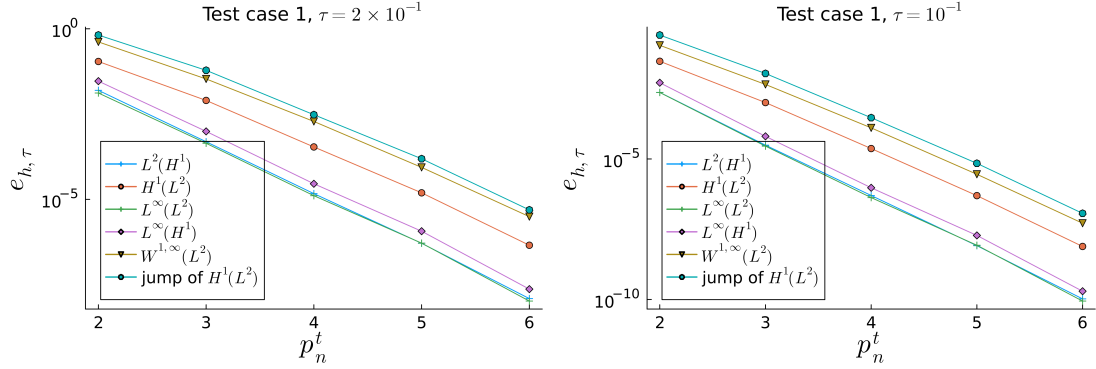 Test case 1, τ = 2 × 10⁻¹
10⁰
10⁻⁵
e_{h, τ}
L²(H¹)
H¹(L²)
L^∞(L²)
L^∞(H¹)
W^{1,∞}(L²)
jump of H¹(L²)
2 3 4 5 6
p_n^t
Test case 1, τ = 10⁻¹
10⁻⁵
10⁻¹⁰
e_{h, τ}
L²(H¹)
H¹(L²)
L^∞(L²)
L^∞(H¹)
W^{1,∞}(L²)
jump of H¹(L²)
2 3 4 5 6
p_n^t